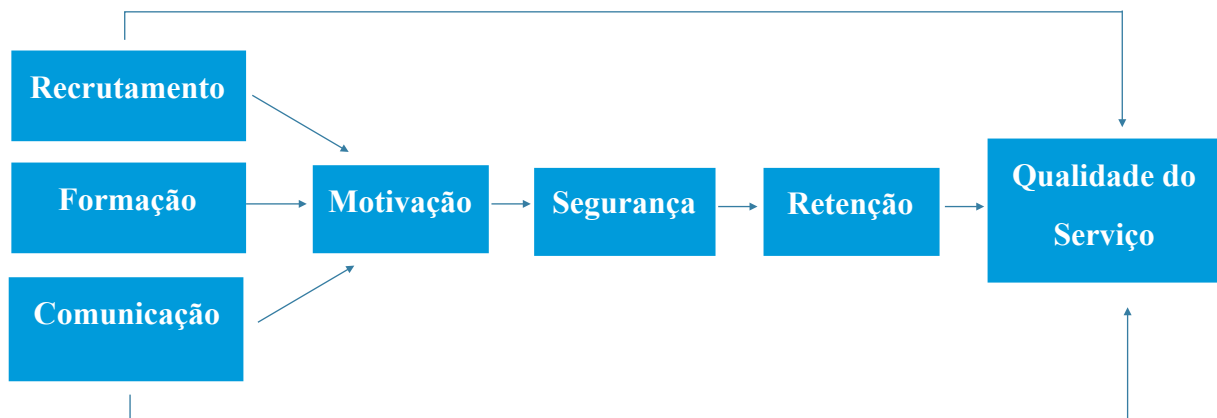 Recrutamento
Formação
Comunicação
Motivação
Segurança
Retenção
Qualidade do
Serviço